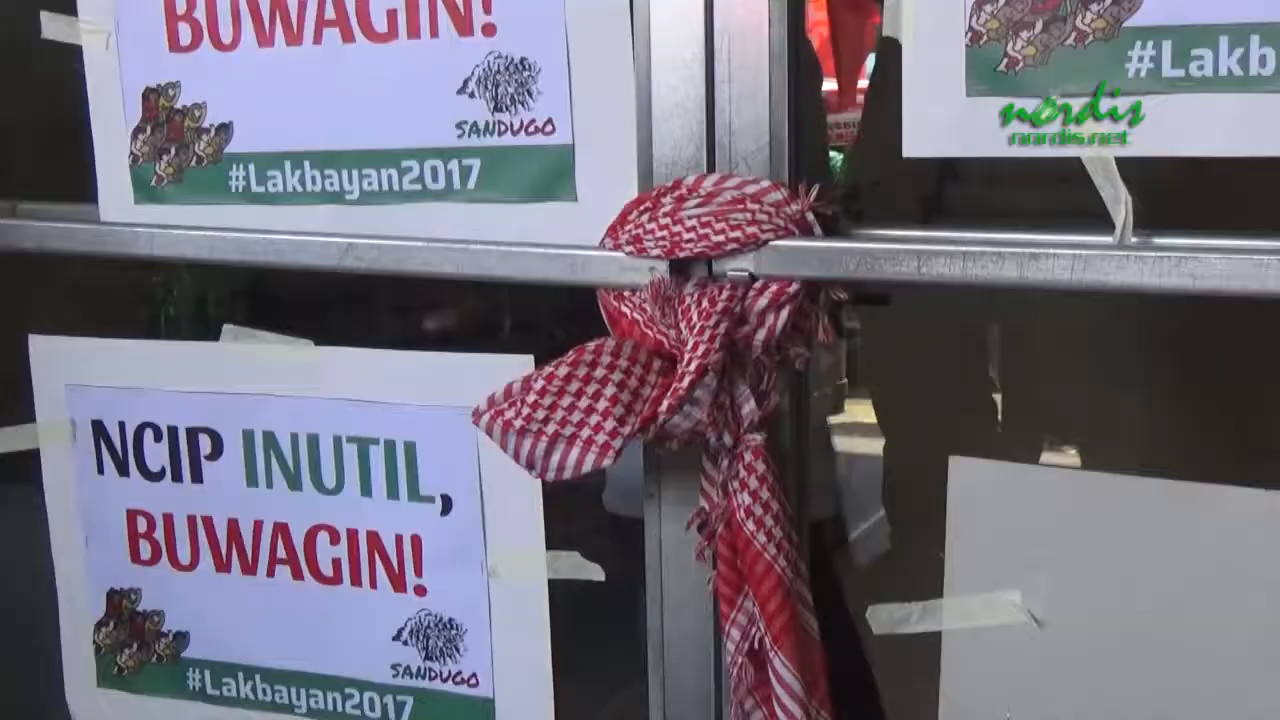 BUWAGIN!
SANDUGO
#Lakbayan2017
#Lakb
nordis
nordis.net
NCIP INUTIL,
BUWAGIN!
SANDUGO
#Lakbayan2017